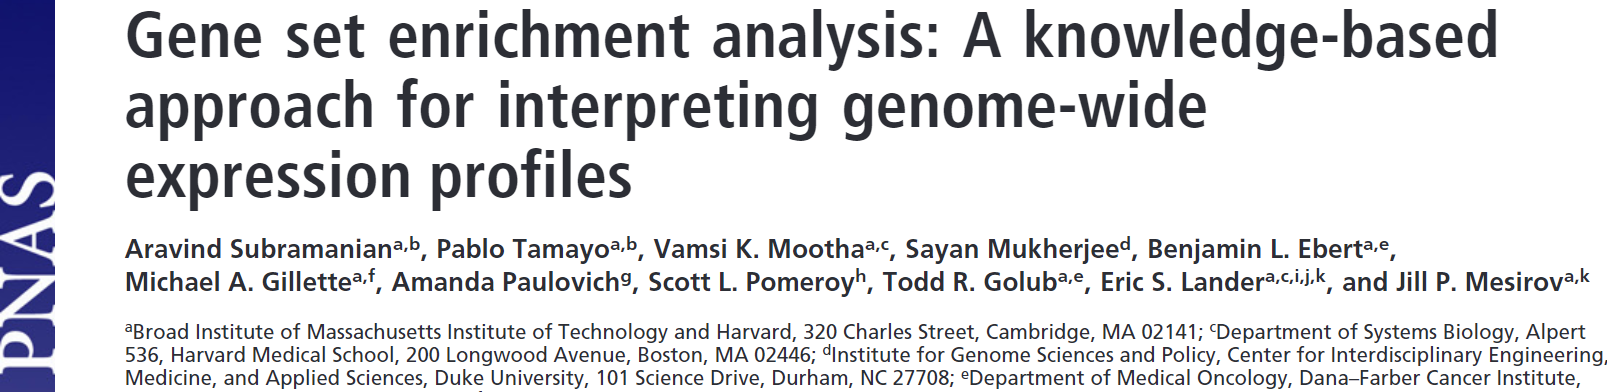 Gene set enrichment analysis: A knowledge-based
approach for interpreting genome-wide
expression profiles
Aravind Subramanianᵃ,ᵇ, Pablo Tamayoᵃ,ᵇ, Vamsi K. Moothaᵃ,ᶜ, Sayan Mukherjeeᵈ, Benjamin L. Ebertᵃ,ᵉ,
Michael A. Gilletteᵃ,ᶠ, Amanda Paulovichᵍ, Scott L. Pomeroyʰ, Todd R. Golubᵃ,ᵉ, Eric S. Landerᵃ,ᶜ,ⁱ,ʲ,ᵏ, and Jill P. Mesirovᵃ,ᵏ
ᵃBroad Institute of Massachusetts Institute of Technology and Harvard, 320 Charles Street, Cambridge, MA 02141; ᶜDepartment of Systems Biology, Alpert
536, Harvard Medical School, 200 Longwood Avenue, Boston, MA 02446; ᵈInstitute for Genome Sciences and Policy, Center for Interdisciplinary Engineering,
Medicine, and Applied Sciences, Duke University, 101 Science Drive, Durham, NC 27708; ᵉDepartment of Medical Oncology, Dana–Farber Cancer Institute,
PNAS